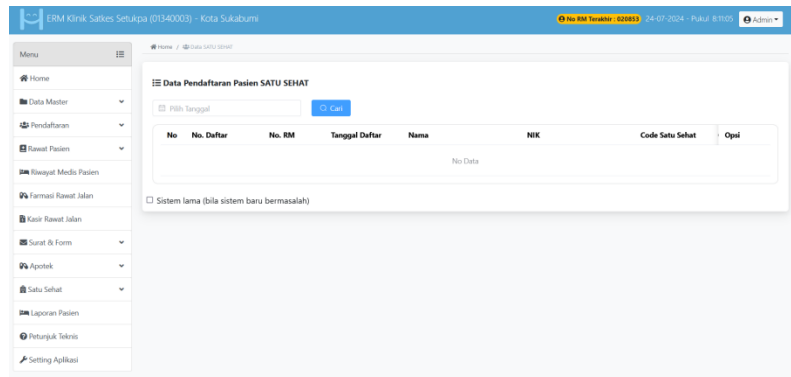 ERM Klinik Satkes Setukpa (01340003) - Kota Sukabumi
No RM Terakhir : 020853 24-07-2024 - Pukul 8:11:05 Admin
Menu
Home / Data SATU SEHAT
Home
Data Master
Pendaftaran
Rawat Pasien
Riwayat Medis Pasien
Farmasi Rawat Jalan
Kasir Rawat Jalan
Surat & Form
Apotek
Satu Sehat
Laporan Pasien
Petunjuk Teknis
Setting Aplikasi
Data Pendaftaran Pasien SATU SEHAT
Pilih Tanggal Cari
No No. Daftar No. RM Tanggal Daftar Nama NIK Code Satu Sehat Opsi
No Data
Sistem lama (bila sistem baru bermasalah)